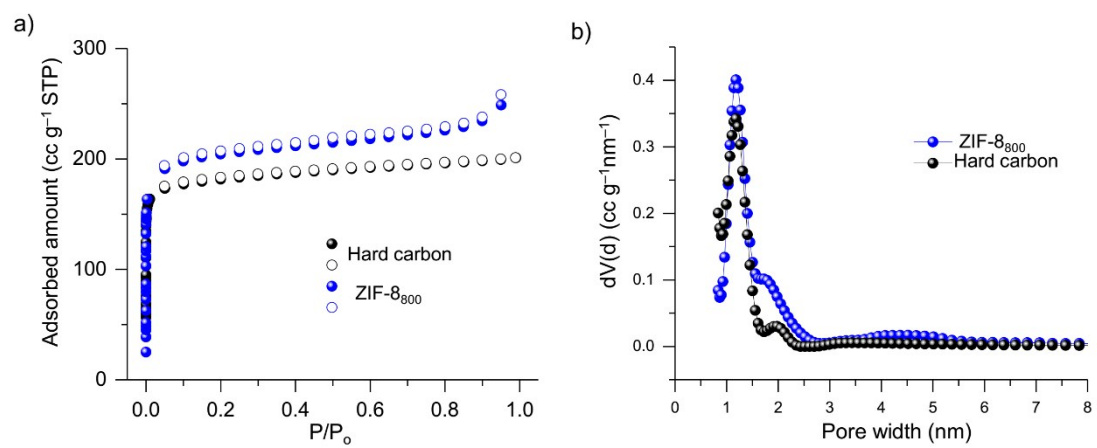 a)
300
200
100
0
Adsorbed amount (cc g⁻¹ STP)
Hard carbon
ZIF-8₈₀₀
0.0 0.2 0.4 0.6 0.8 1.0
P/Pₒ
b)
0.4
0.3
0.2
0.1
0.0
dV(d) (cc g⁻¹nm⁻¹)
ZIF-8₈₀₀
Hard carbon
0 1 2 3 4 5 6 7 8
Pore width (nm)